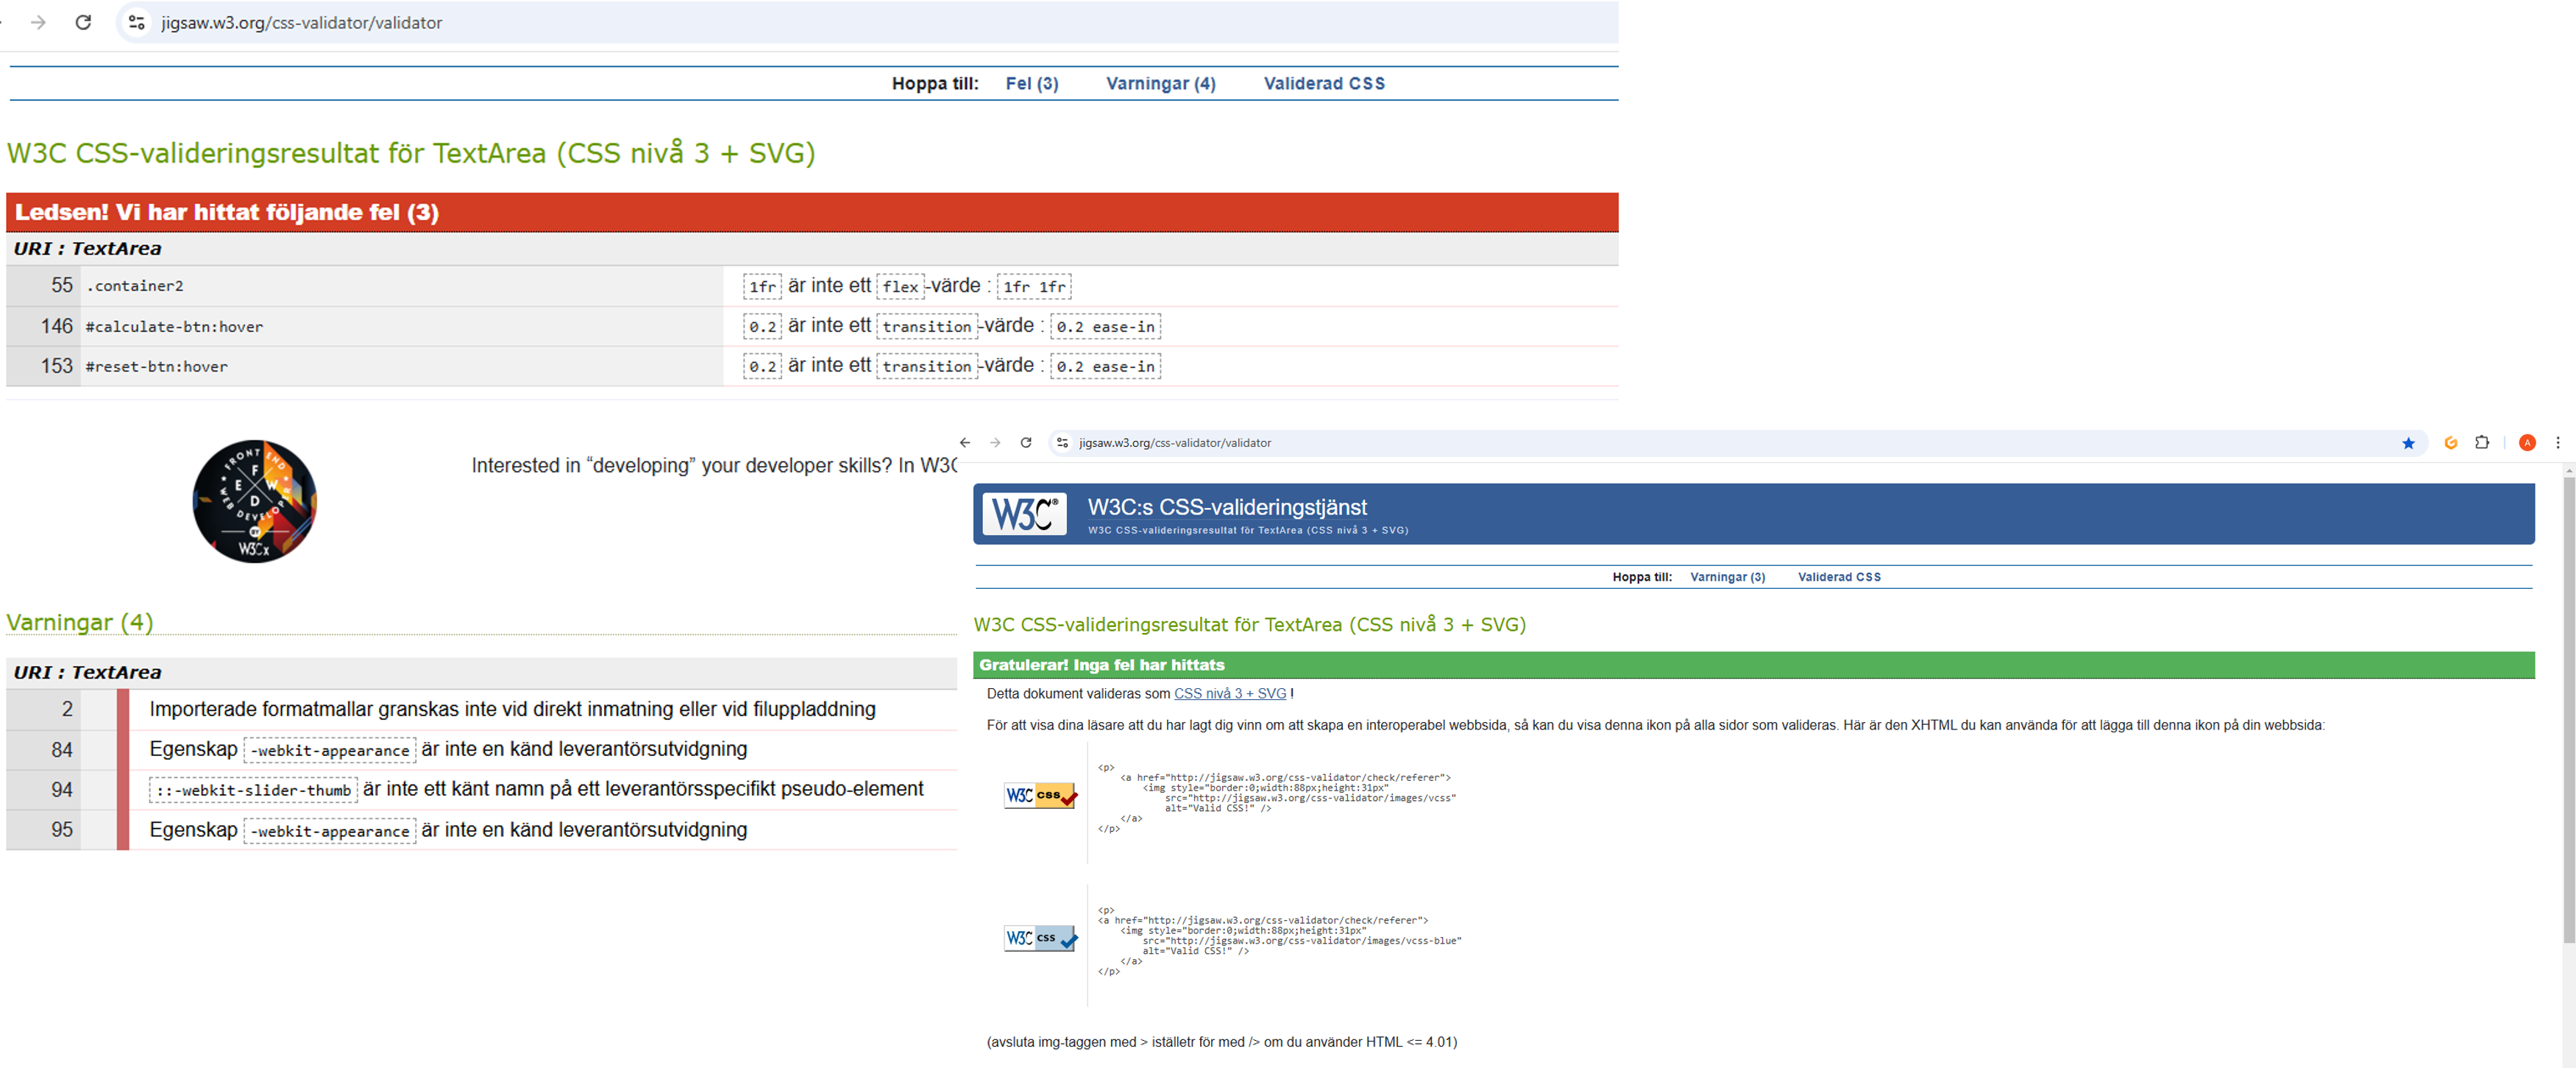 jigsaw.w3.org/css-validator/validator
Hoppa till: Fel (3) Varningar (4) Validerad CSS
W3C CSS-valideringsresultat för TextArea (CSS nivå 3 + SVG)
Ledsen! Vi har hittat följande fel (3)
URI : TextArea
55 .container2 1fr är inte ett flex-värde : 1fr 1fr
146 #calculate-btn:hover 0.2 är inte ett transition-värde : 0.2 ease-in
153 #reset-btn:hover 0.2 är inte ett transition-värde : 0.2 ease-in
FRONT END
F
E W
D
WEB DEVELOPER
W3Cx
Interested in “developing” your developer skills? In W3C
Varningar (4)
URI : TextArea
2 Importerade formatmallar granskas inte vid direkt inmatning eller vid filuppladdning
84 Egenskap -webkit-appearance är inte en känd leverantörsutvidgning
94 ::-webkit-slider-thumb är inte ett känt namn på ett leverantörsspecifikt pseudo-element
95 Egenskap -webkit-appearance är inte en känd leverantörsutvidgning
jigsaw.w3.org/css-validator/validator
A
W3C® W3C:s CSS-valideringstjänst
W3C CSS-valideringsresultat för TextArea (CSS nivå 3 + SVG)
Hoppa till: Varningar (3) Validerad CSS
W3C CSS-valideringsresultat för TextArea (CSS nivå 3 + SVG)
Gratulerar! Inga fel har hittats
Detta dokument valideras som CSS nivå 3 + SVG !
För att visa dina läsare att du har lagt dig vinn om att skapa en interoperabel webbsida, så kan du visa denna ikon på alla sidor som valideras. Här är den XHTML du kan använda för att lägga till denna ikon på din webbsida:
W3C css
<p>
<a href="http://jigsaw.w3.org/css-validator/check/referer">
<img style="border:0;width:88px;height:31px"
src="http://jigsaw.w3.org/css-validator/images/vcss"
alt="Valid CSS!" />
</a>
</p>
W3C css
<p>
<a href="http://jigsaw.w3.org/css-validator/check/referer">
<img style="border:0;width:88px;height:31px"
src="http://jigsaw.w3.org/css-validator/images/vcss-blue"
alt="Valid CSS!" />
</a>
</p>
(avsluta img-taggen med > iställetr för med /> om du använder HTML <= 4.01)